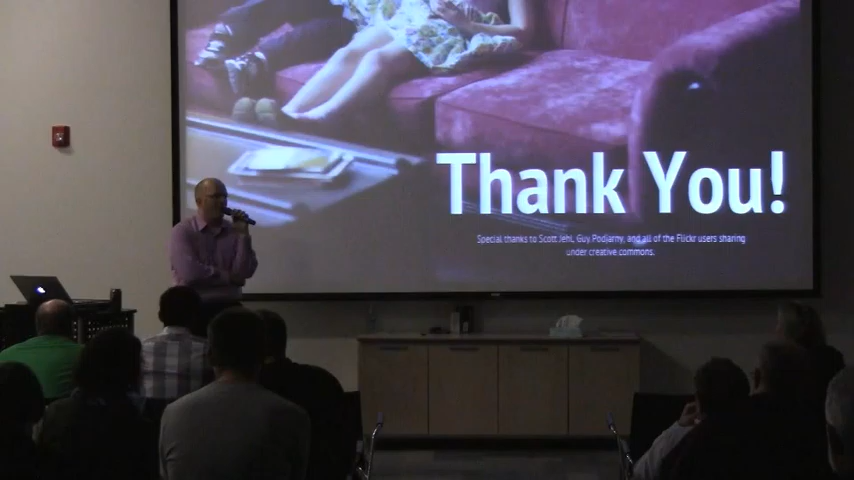 Thank You!
Special thanks to Scott Jehl, Guy Podjarny, and all of the Flickr users sharing
under creative commons.